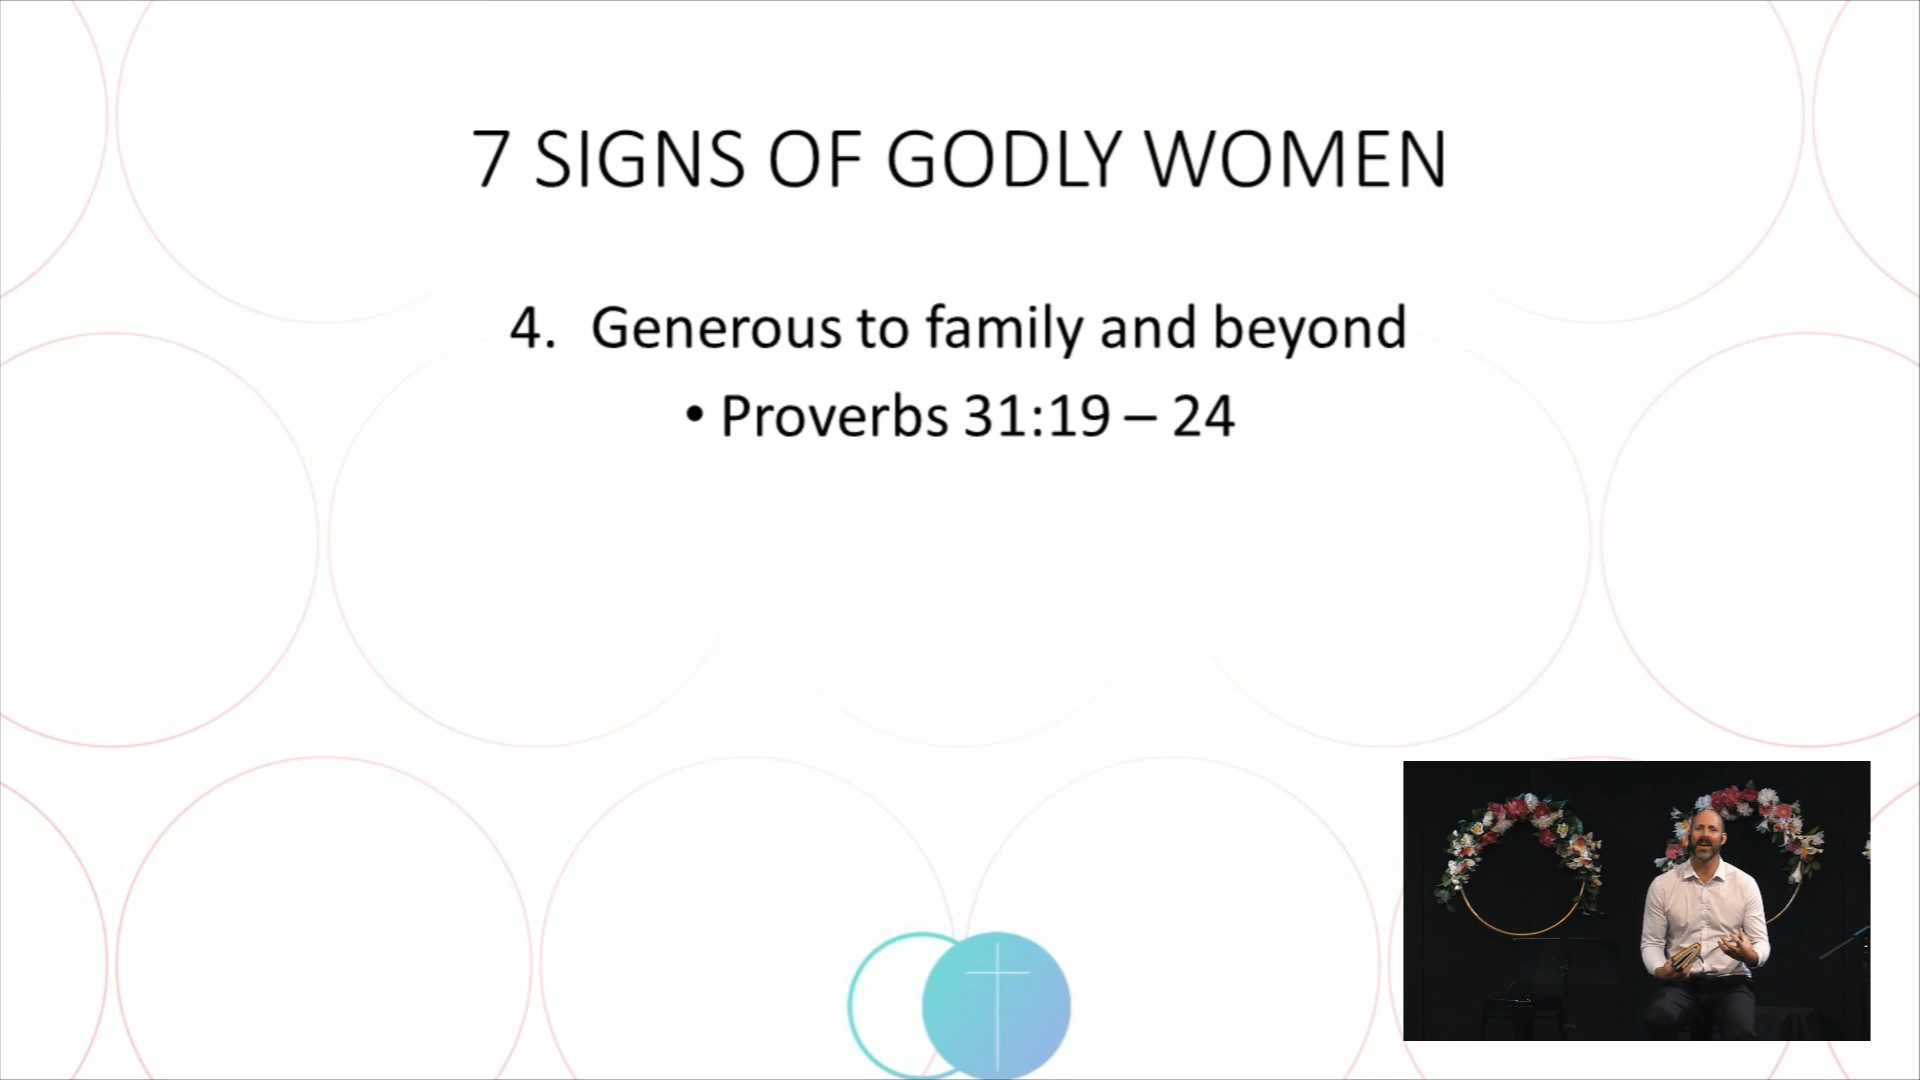 7 SIGNS OF GODLY WOMEN
4. Generous to family and beyond
• Proverbs 31:19 – 24